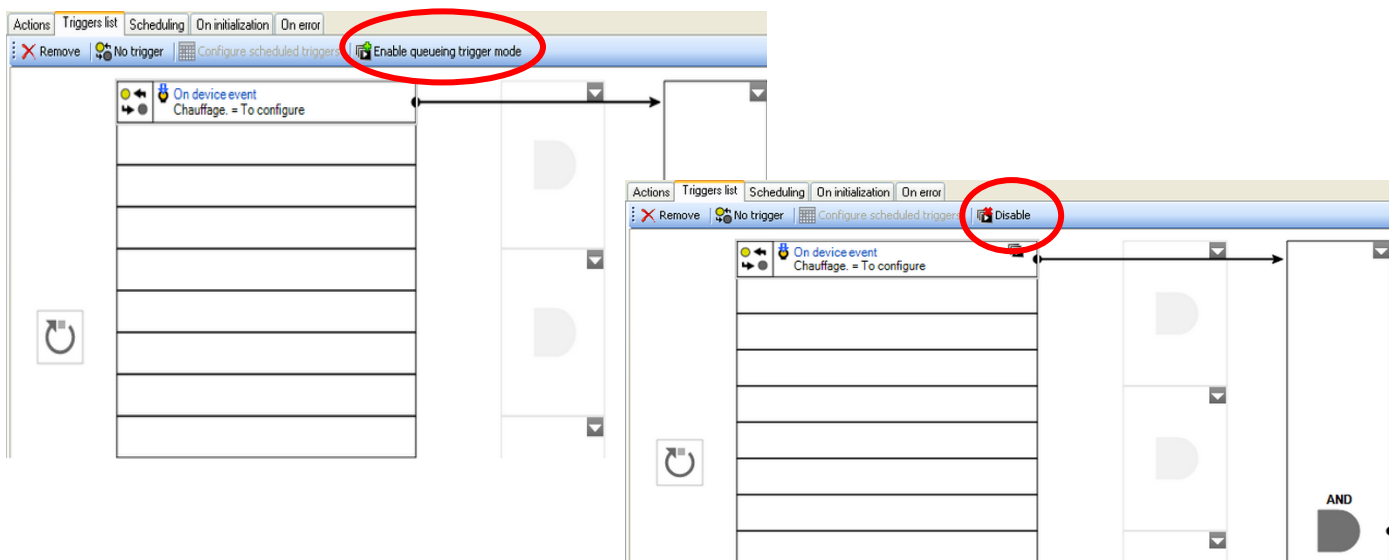 Actions Triggers list Scheduling On initialization On error
Remove No trigger Configure scheduled triggers Enable queueing trigger mode
On device event
Chauffage. = To configure
Actions Triggers list Scheduling On initialization On error
Remove No trigger Configure scheduled triggers Disable
On device event
Chauffage. = To configure
AND